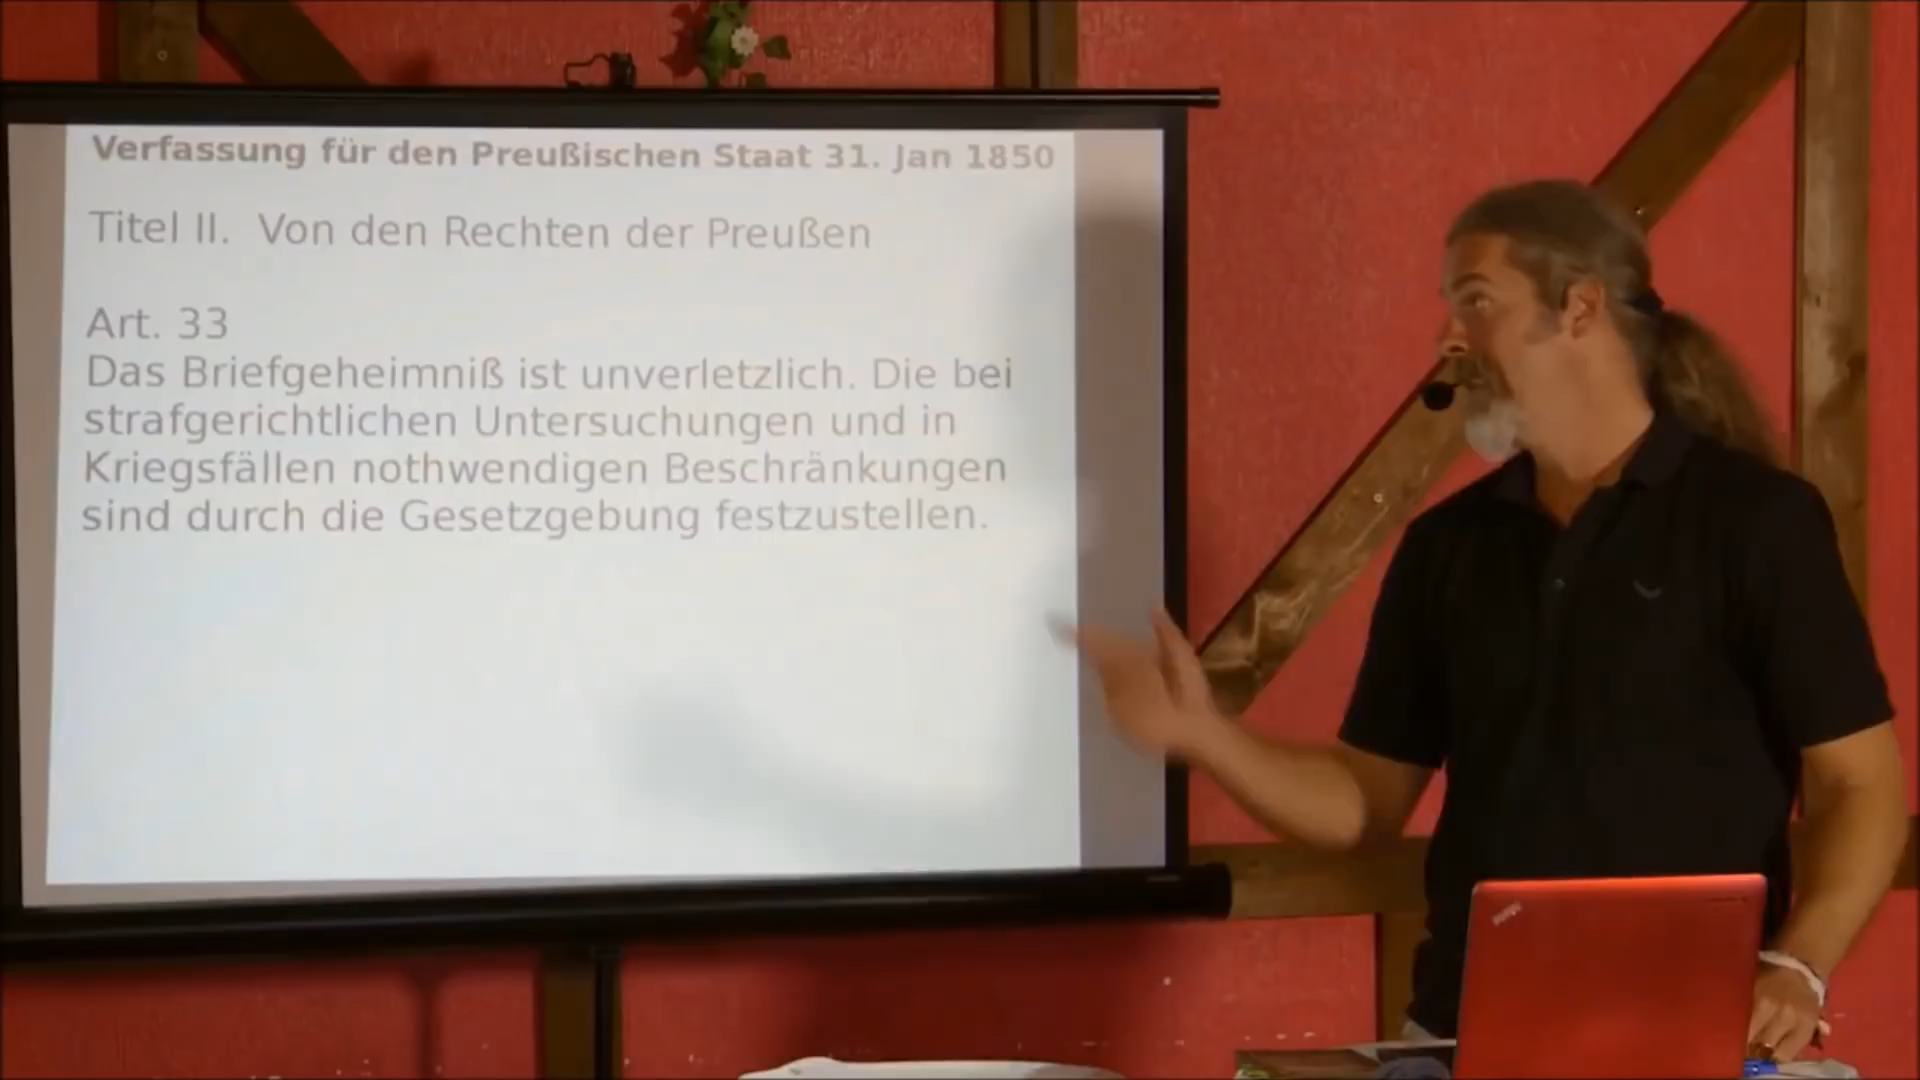 Verfassung für den Preußischen Staat 31. Jan 1850
Titel II. Von den Rechten der Preußen
Art. 33
Das Briefgeheimniß ist unverletzlich. Die bei
strafgerichtlichen Untersuchungen und in
Kriegsfällen nothwendigen Beschränkungen
sind durch die Gesetzgebung festzustellen.